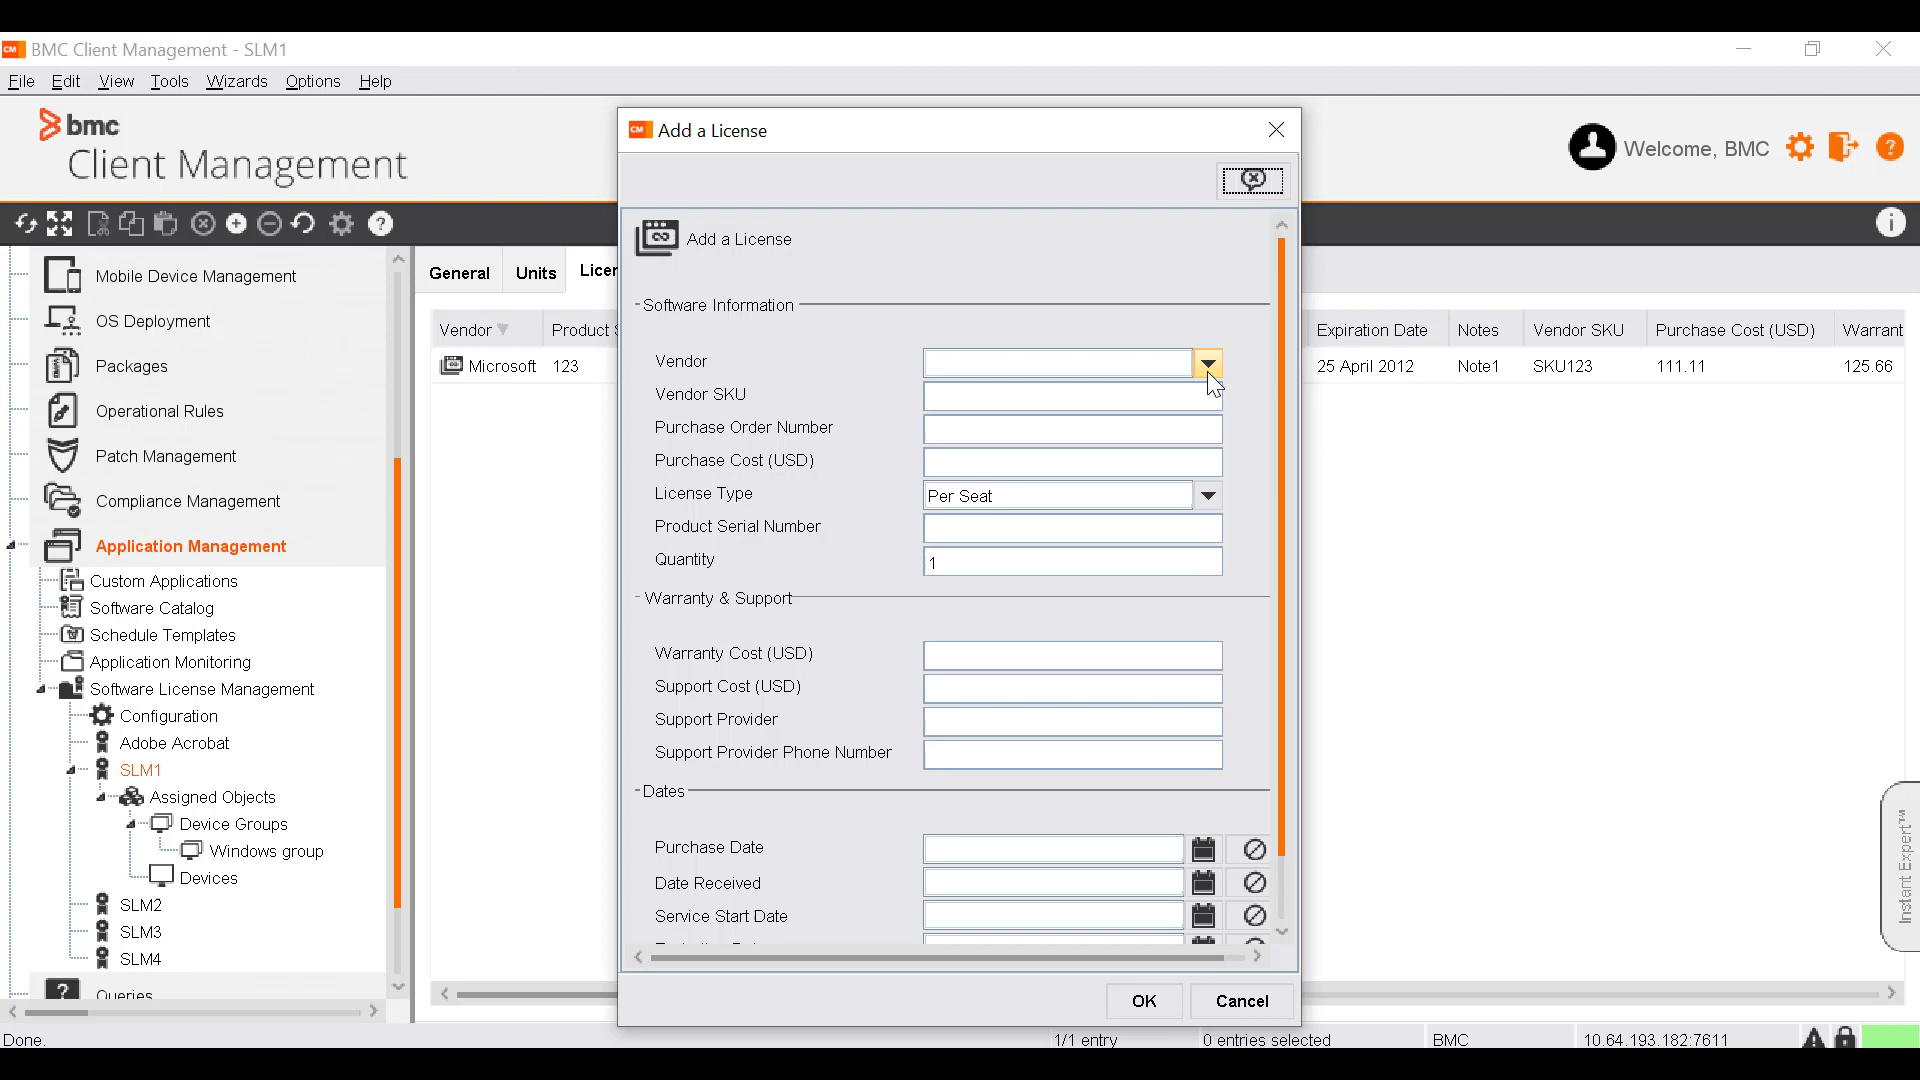 BMC Client Management - SLM1
File Edit View Tools Wizards Options Help
bmc
Client Management
Welcome, BMC
Mobile Device Management
OS Deployment
Packages
Operational Rules
Patch Management
Compliance Management
Application Management
Custom Applications
Software Catalog
Schedule Templates
Application Monitoring
Software License Management
Configuration
Adobe Acrobat
SLM1
Assigned Objects
Device Groups
Windows group
Devices
SLM2
SLM3
SLM4
Queries
General Units Licen
Vendor Product S Expiration Date Notes Vendor SKU Purchase Cost (USD) Warrant
Microsoft 123 25 April 2012 Note1 SKU123 111.11 125.66
CM Add a License
Add a License
Software Information
Vendor
Vendor SKU
Purchase Order Number
Purchase Cost (USD)
License Type Per Seat
Product Serial Number
Quantity 1
Warranty & Support
Warranty Cost (USD)
Support Cost (USD)
Support Provider
Support Provider Phone Number
Dates
Purchase Date
Date Received
Service Start Date
OK Cancel
Instant Expert™
Done. 1/1 entry 0 entries selected BMC 10.64.193.182:7611